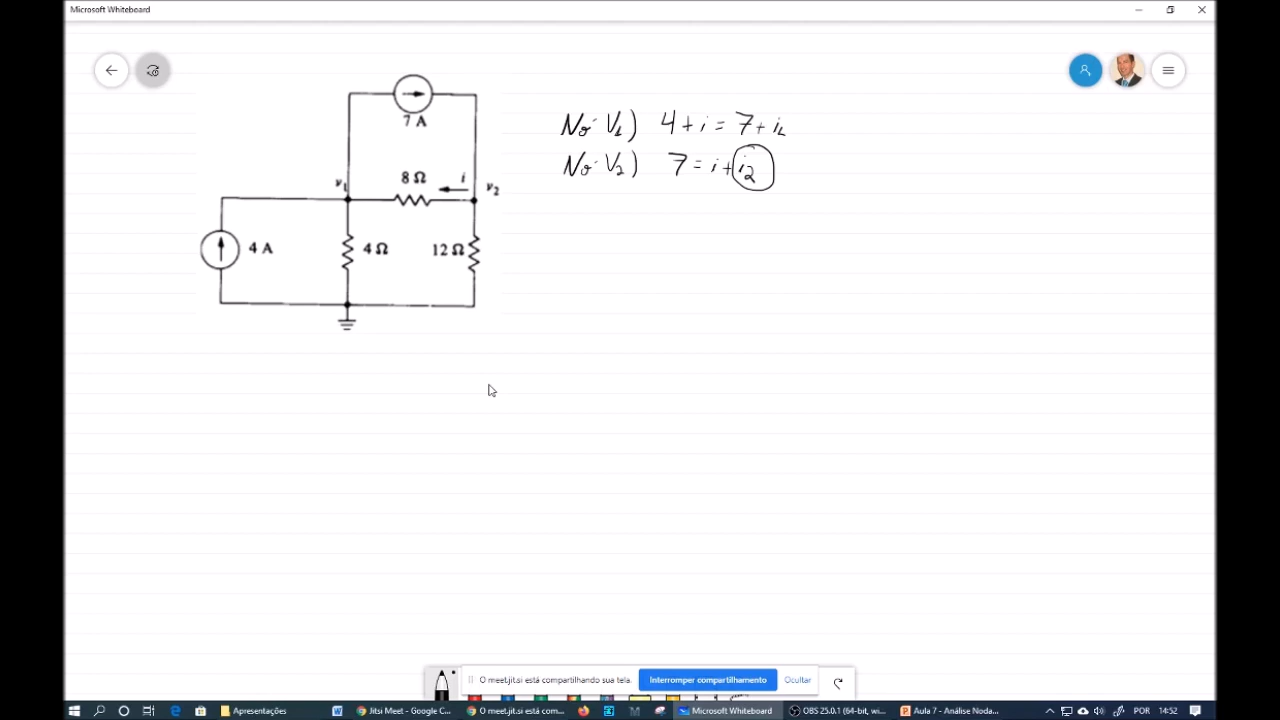 Microsoft Whiteboard
7 A
Nó V1) 4 + i = 7 + i1
Nó V2) 7 = i + i2
8 Ω
i
v1
v2
4 A
4 Ω
12 Ω
O meet.jit.si está compartilhando sua tela.
Interromper compartilhamento
Ocultar
Apresentações
Jitsi Meet - Google C...
O meet.jit.si está com...
Microsoft Whiteboard
OBS 25.0.1 (64-bit, wi...
Aula 7 - Análise Noda...
POR
14:52